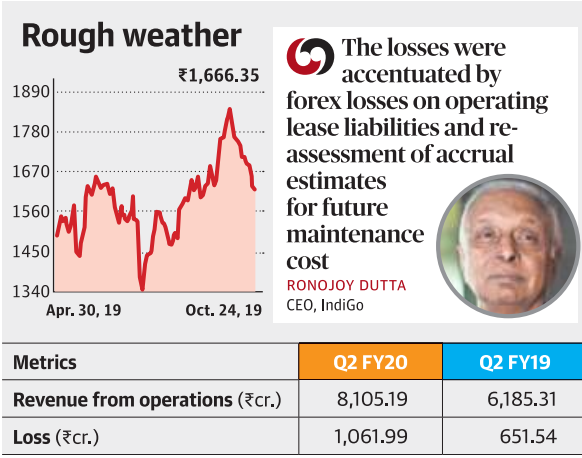 Rough weather
₹1,666.35
1890
1780
1670
1560
1450
1340
Apr. 30, 19
Oct. 24, 19
The losses were
accentuated by
forex losses on operating
lease liabilities and re-
assessment of accrual
estimates
for future
maintenance
cost
RONOJOY DUTTA
CEO, IndiGo
Metrics Q2 FY20 Q2 FY19
Revenue from operations (₹cr.) 8,105.19 6,185.31
Loss (₹cr.) 1,061.99 651.54